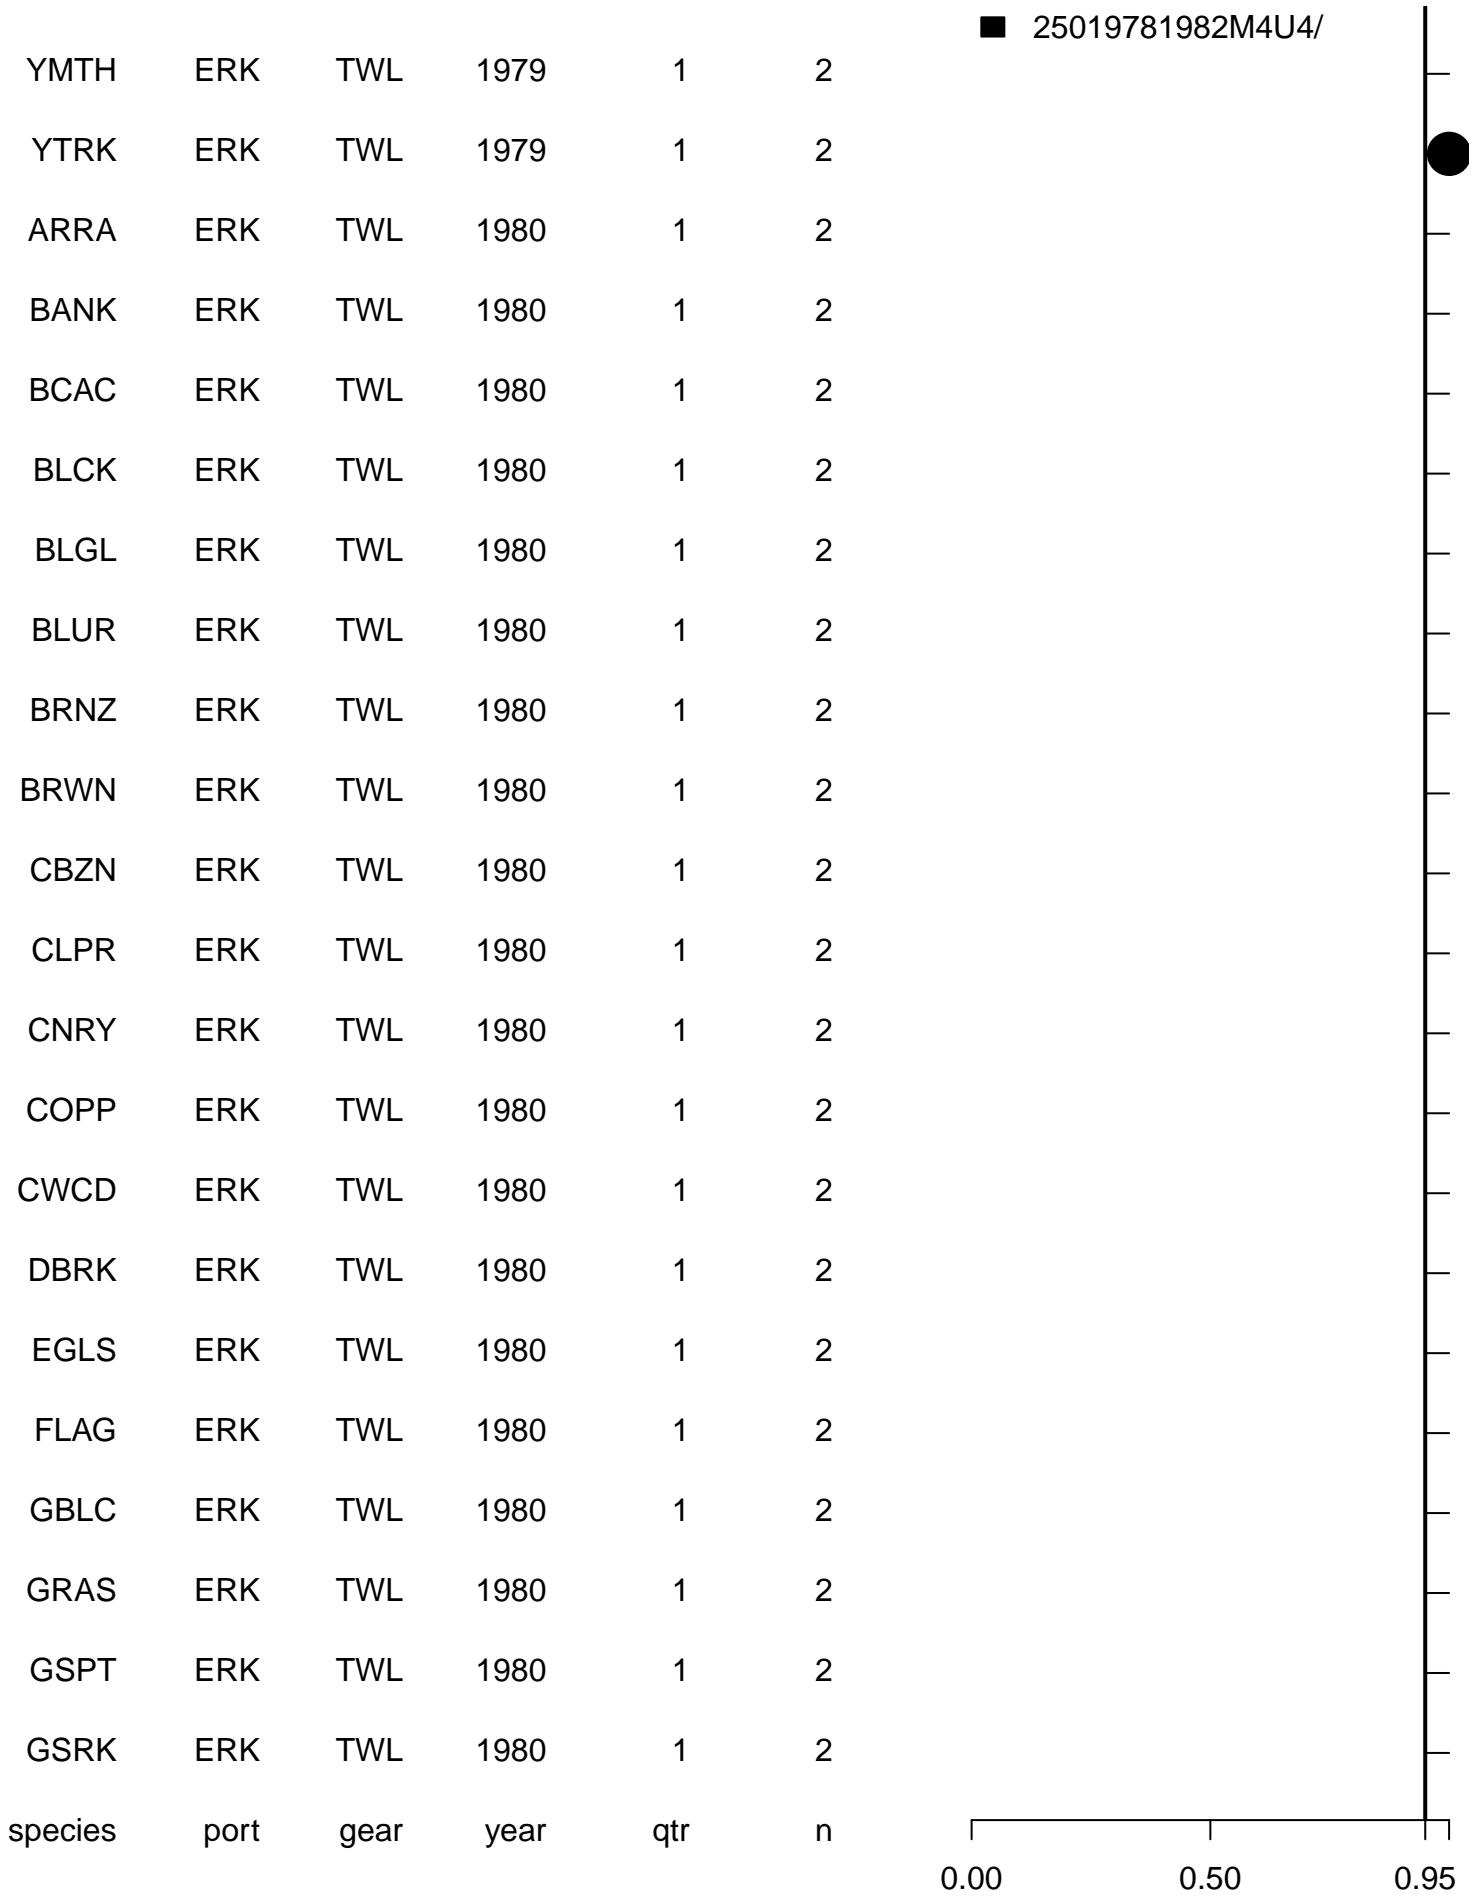 25019781982M4U4/
YMTH ERK TWL 1979 1 2
YTRK ERK TWL 1979 1 2
ARRA ERK TWL 1980 1 2
BANK ERK TWL 1980 1 2
BCAC ERK TWL 1980 1 2
BLCK ERK TWL 1980 1 2
BLGL ERK TWL 1980 1 2
BLUR ERK TWL 1980 1 2
BRNZ ERK TWL 1980 1 2
BRWN ERK TWL 1980 1 2
CBZN ERK TWL 1980 1 2
CLPR ERK TWL 1980 1 2
CNRY ERK TWL 1980 1 2
COPP ERK TWL 1980 1 2
CWCD ERK TWL 1980 1 2
DBRK ERK TWL 1980 1 2
EGLS ERK TWL 1980 1 2
FLAG ERK TWL 1980 1 2
GBLC ERK TWL 1980 1 2
GRAS ERK TWL 1980 1 2
GSPT ERK TWL 1980 1 2
GSRK ERK TWL 1980 1 2
species port gear year qtr n
0.00 0.50 0.95